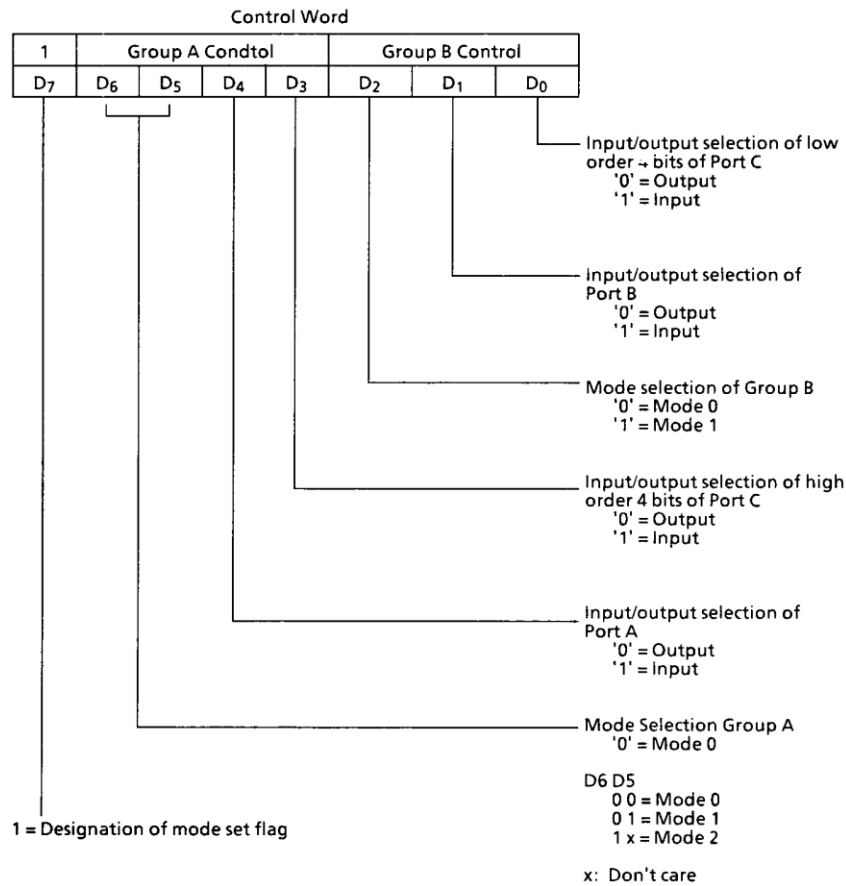 Control Word
1 Group A Condtol Group B Control
D7 D6 D5 D4 D3 D2 D1 D0
Input/output selection of low
order 4 bits of Port C
'0' = Output
'1' = Input
Input/output selection of
Port B
'0' = Output
'1' = Input
Mode selection of Group B
'0' = Mode 0
'1' = Mode 1
Input/output selection of high
order 4 bits of Port C
'0' = Output
'1' = Input
Input/output selection of
Port A
'0' = Output
'1' = Input
Mode Selection Group A
'0' = Mode 0
D6 D5
0 0 = Mode 0
0 1 = Mode 1
1 x = Mode 2
1 = Designation of mode set flag
x: Don't care